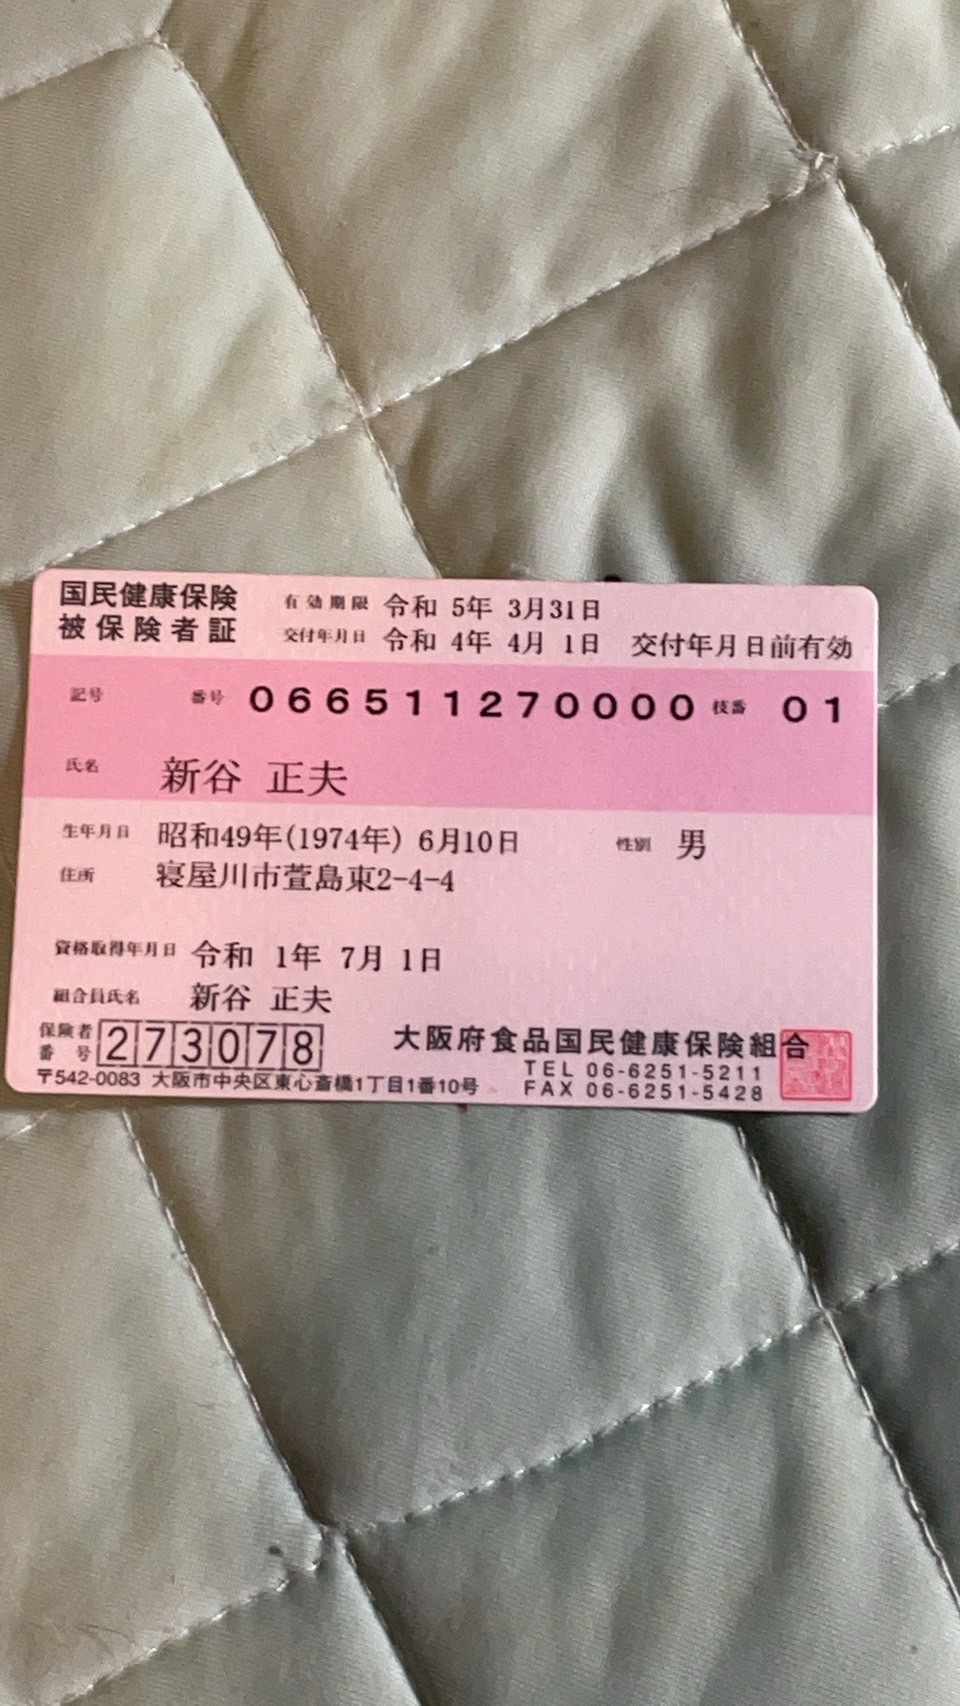 国民健康保険
被保険者証
有効期限 令和 5年 3月31日
交付年月日 令和 4年 4月 1日 交付年月日前有効
記号 番号 066511270000 枝番 01
氏名 新谷 正夫
生年月日 昭和49年(1974年) 6月10日 性別 男
住所 寝屋川市萱島東2-4-4
資格取得年月日 令和 1年 7月 1日
組合員氏名 新谷 正夫
保険者番号 273078 大阪府食品国民健康保険組合
〒542-0083 大阪市中央区東心斎橋1丁目1番10号
TEL 06-6251-5211
FAX 06-6251-5428